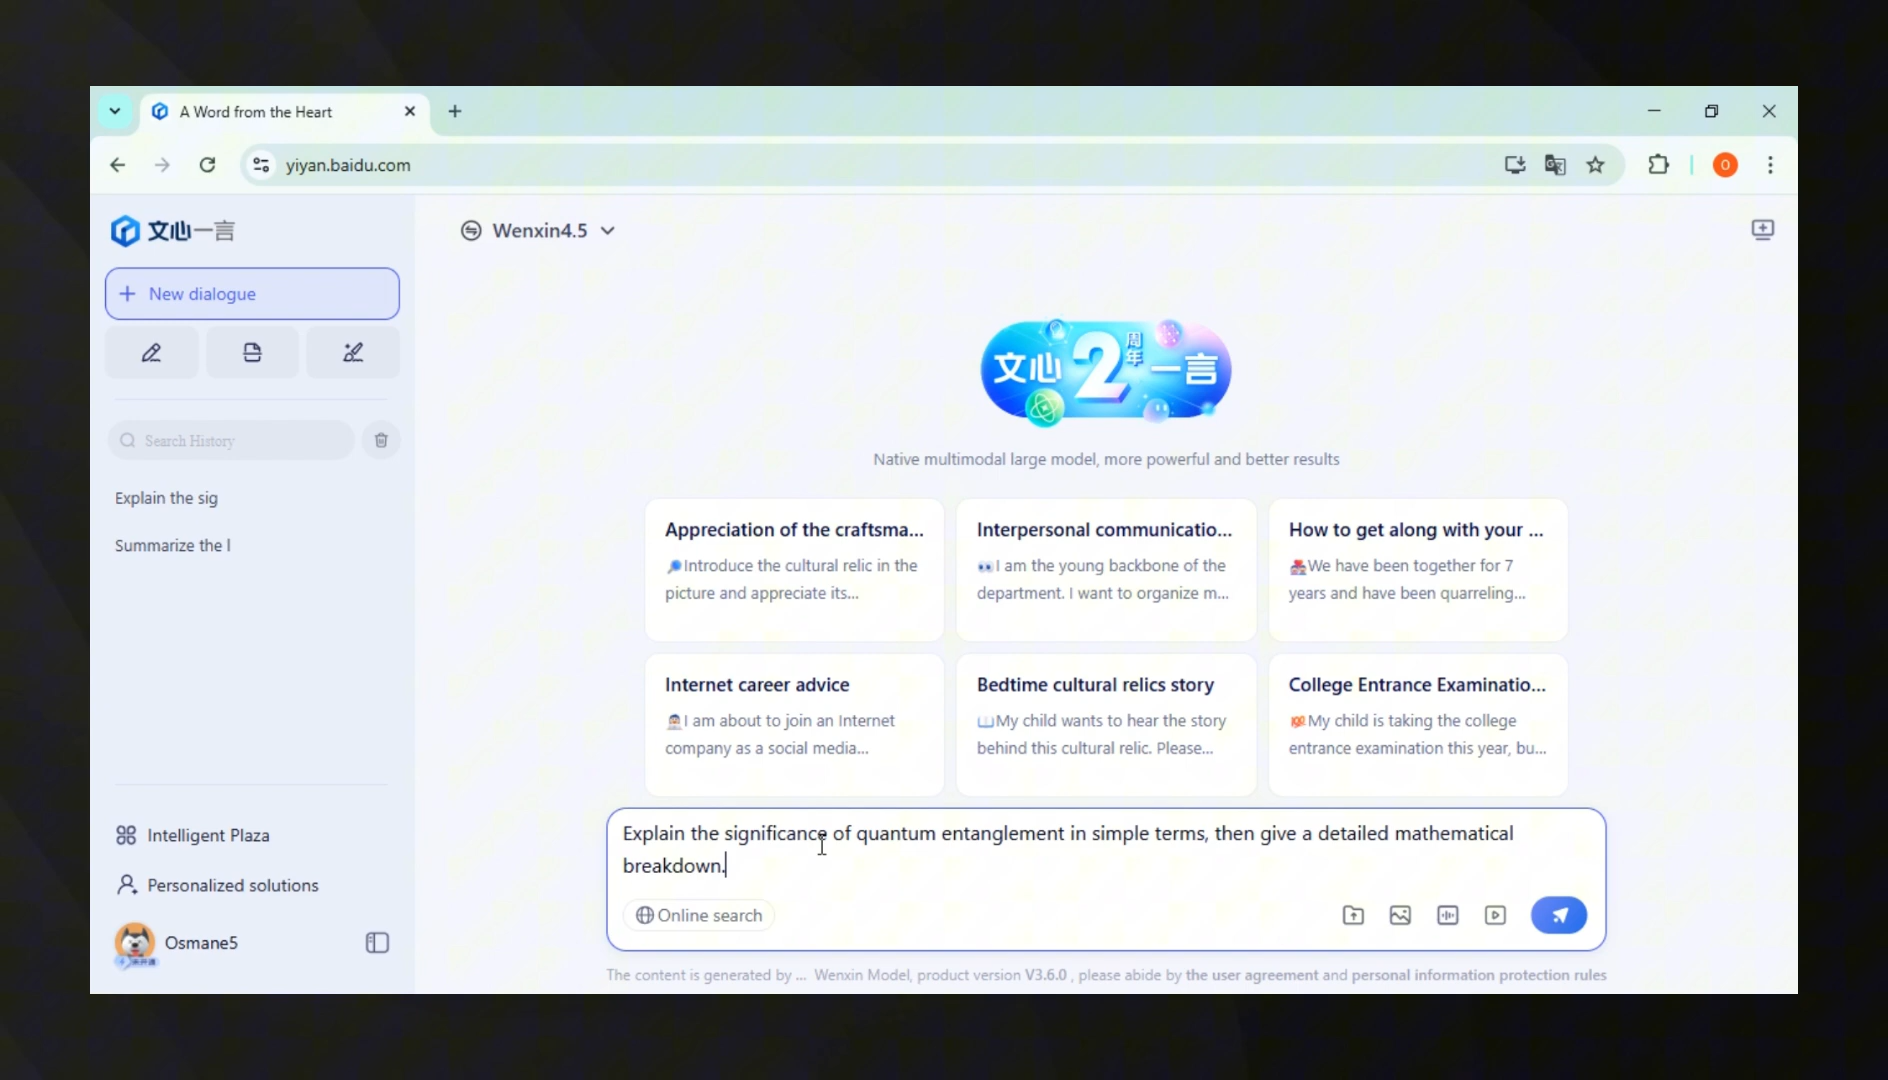 A Word from the Heart
yiyan.baidu.com
O
文心一言
Wenxin4.5
New dialogue
Search History
Explain the sig
Summarize the l
文心2周年一言
Native multimodal large model, more powerful and better results
Appreciation of the craftsma...
Introduce the cultural relic in the
picture and appreciate its...
Interpersonal communicatio...
I am the young backbone of the
department. I want to organize m...
How to get along with your ...
We have been together for 7
years and have been quarreling...
Internet career advice
I am about to join an Internet
company as a social media...
Bedtime cultural relics story
My child wants to hear the story
behind this cultural relic. Please...
College Entrance Examinatio...
My child is taking the college
entrance examination this year, bu...
Explain the significance of quantum entanglement in simple terms, then give a detailed mathematical
breakdown.
Online search
Intelligent Plaza
Personalized solutions
Osmane5
The content is generated by ... Wenxin Model, product version V3.6.0 , please abide by the user agreement and personal information protection rules